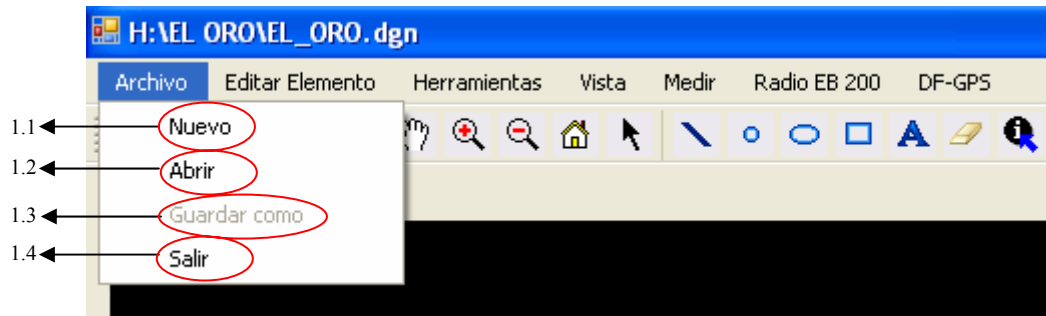 H:\EL ORO\EL_ORO.dgn
Archivo Editar Elemento Herramientas Vista Medir Radio EB 200 DF-GPS
1.1 Nuevo
1.2 Abrir
1.3 Guardar como
1.4 Salir
A